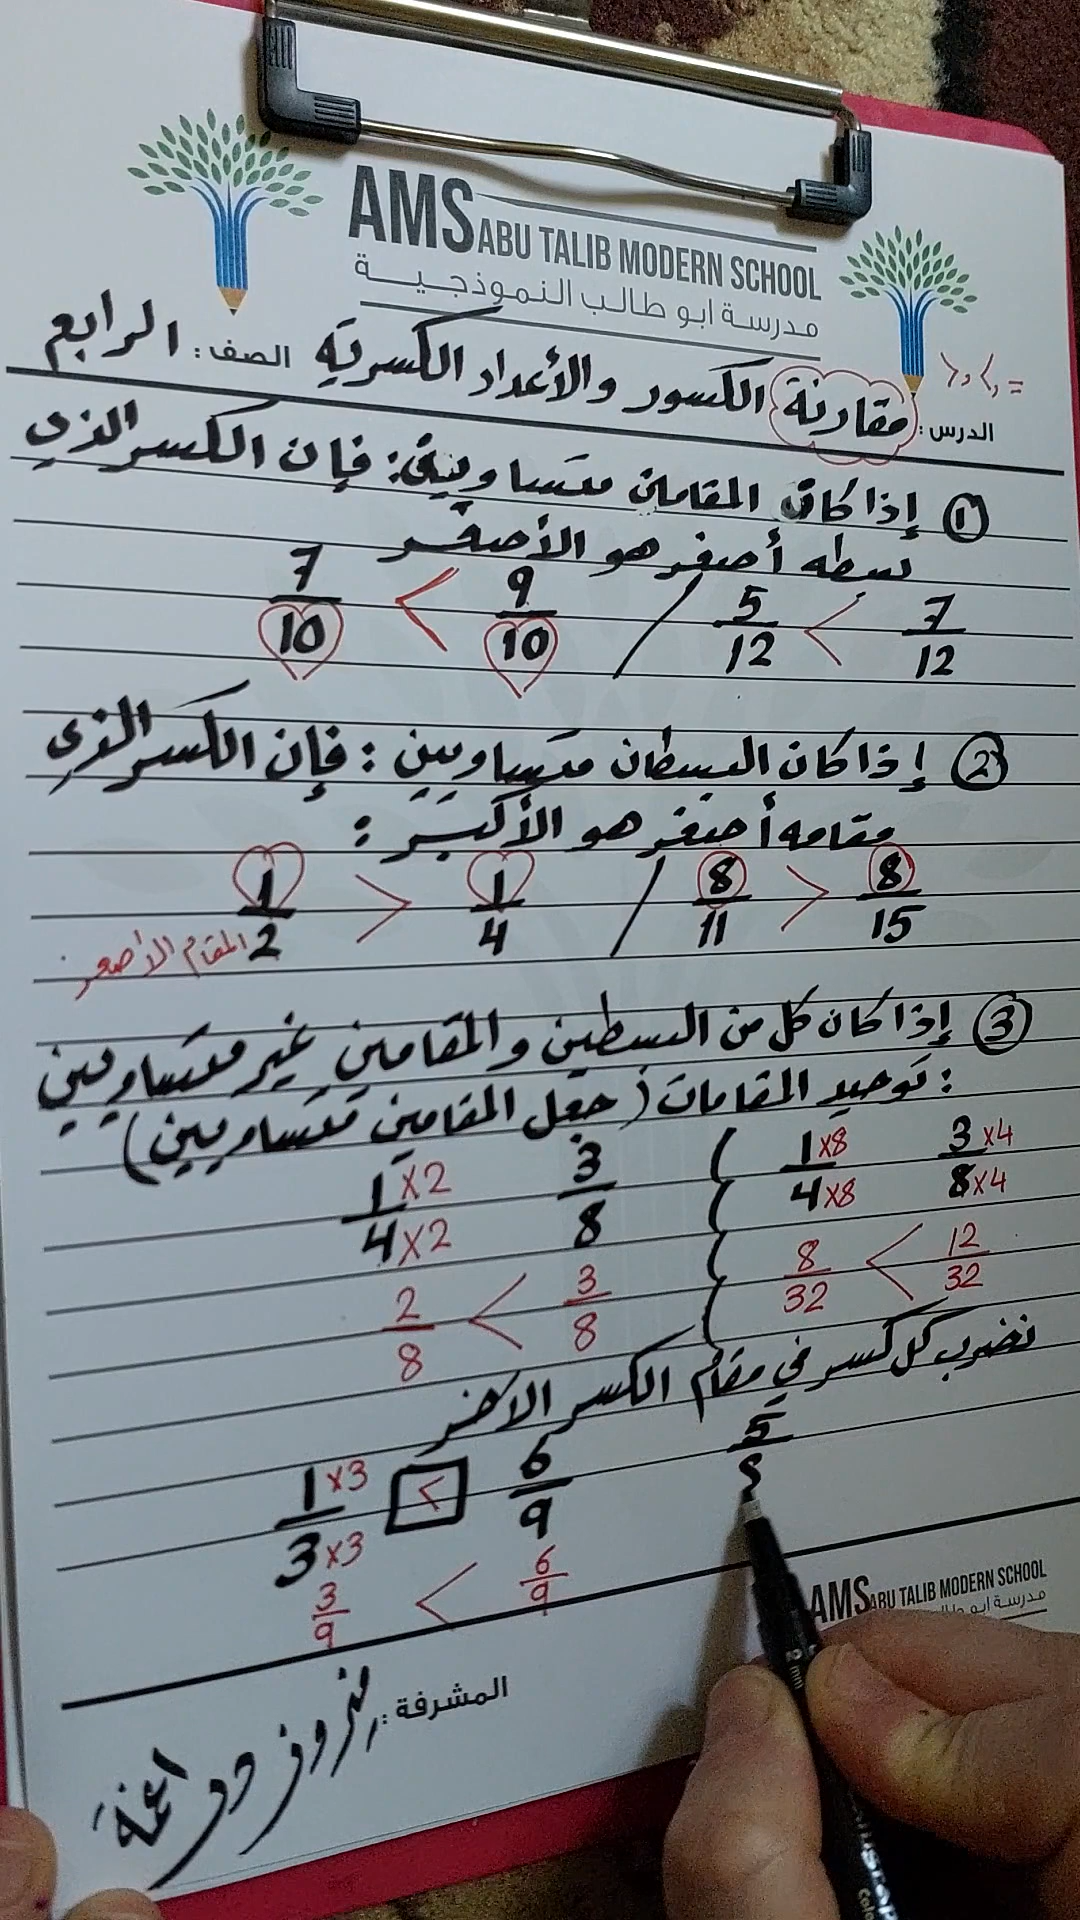 AMS ABU TALIB MODERN SCHOOL
مدرسة ابو طالب النموذجية
> , < , =
الدرس: مقارنة الكسور والأعداد الكسرية الصف: الرابع
① إذا كان المقامين متساويين: فإن الكسر الذي
بسطه أصغر هو الأصغر
7/10 < 9/10 / 5/12 < 7/12
② إذا كان البسطان متساويين: فإن الكسر الذي
مقامه أصغر هو الأكبر:
1/2 > 1/4 / 8/11 > 8/15
المقام الأصغر
③ إذا كان كل من البسطين والمقامين غير متساويين
: توحيد المقامات (جعل المقامين متساويين)
1×2/4×2 3/8 ( 1×8/4×8 3×4/8×4
2/8 < 3/8 ( 8/32 < 12/32
نضرب كل كسر في مقام الكسر الآخر
1×3/3×3 < 6/9 5/8
3/9 < 6/9
AMS ABU TALIB MODERN SCHOOL
المشرفة: